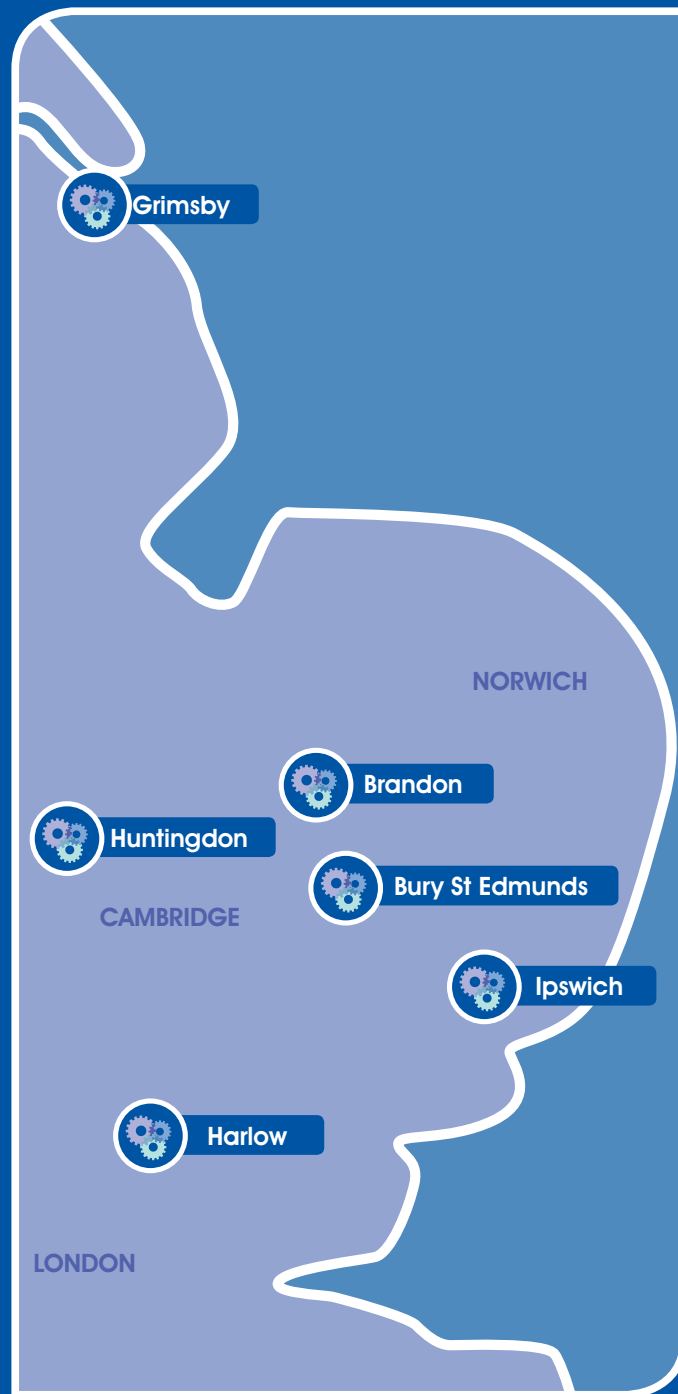 Grimsby
NORWICH
Brandon
Huntingdon
Bury St Edmunds
CAMBRIDGE
Ipswich
Harlow
LONDON